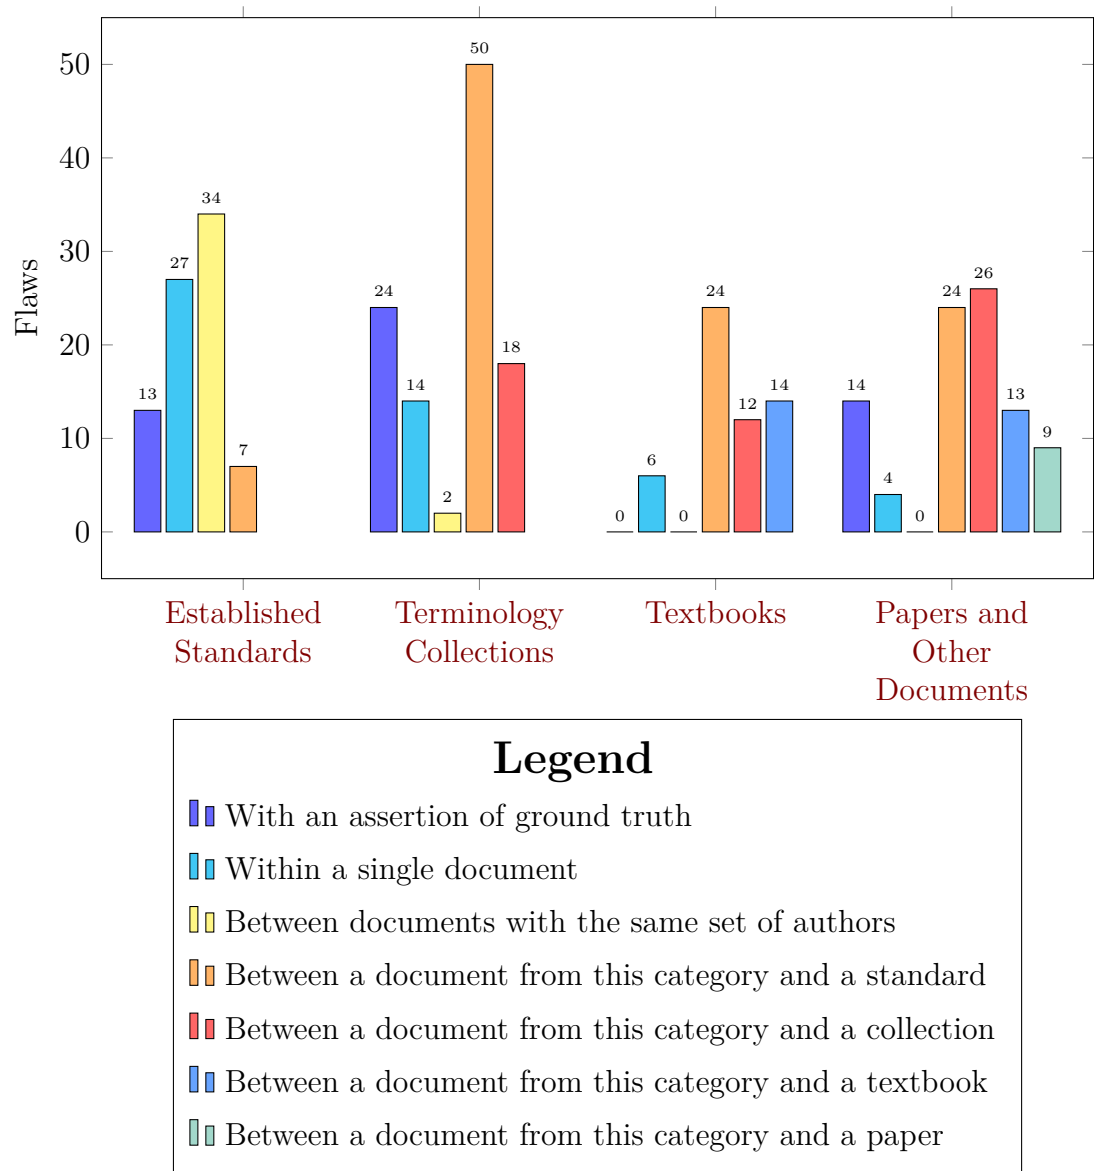 50
40
30
20
10
0
Flaws
13
27
34
7
24
14
2
50
18
0
6
0
24
12
14
14
4
0
24
26
13
9
Established
Standards
Terminology
Collections
Textbooks
Papers and
Other
Documents
Legend
With an assertion of ground truth
Within a single document
Between documents with the same set of authors
Between a document from this category and a standard
Between a document from this category and a collection
Between a document from this category and a textbook
Between a document from this category and a paper